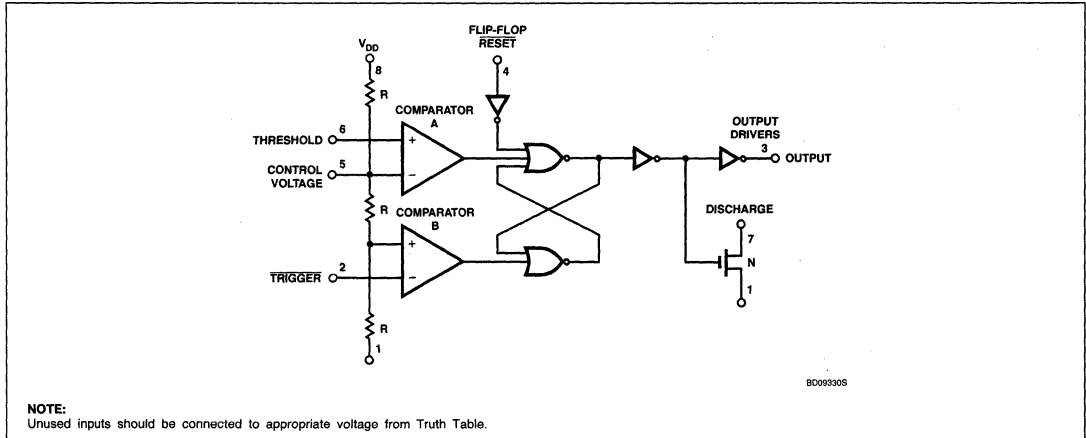 FLIP-FLOP
RESET
4
VDD
8
R
COMPARATOR
A
THRESHOLD 6
+
CONTROL
VOLTAGE
5
−
OUTPUT
DRIVERS
3
OUTPUT
R
COMPARATOR
B
+
TRIGGER 2
−
DISCHARGE
7
N
1
R
1
BD09330S
NOTE:
Unused inputs should be connected to appropriate voltage from Truth Table.